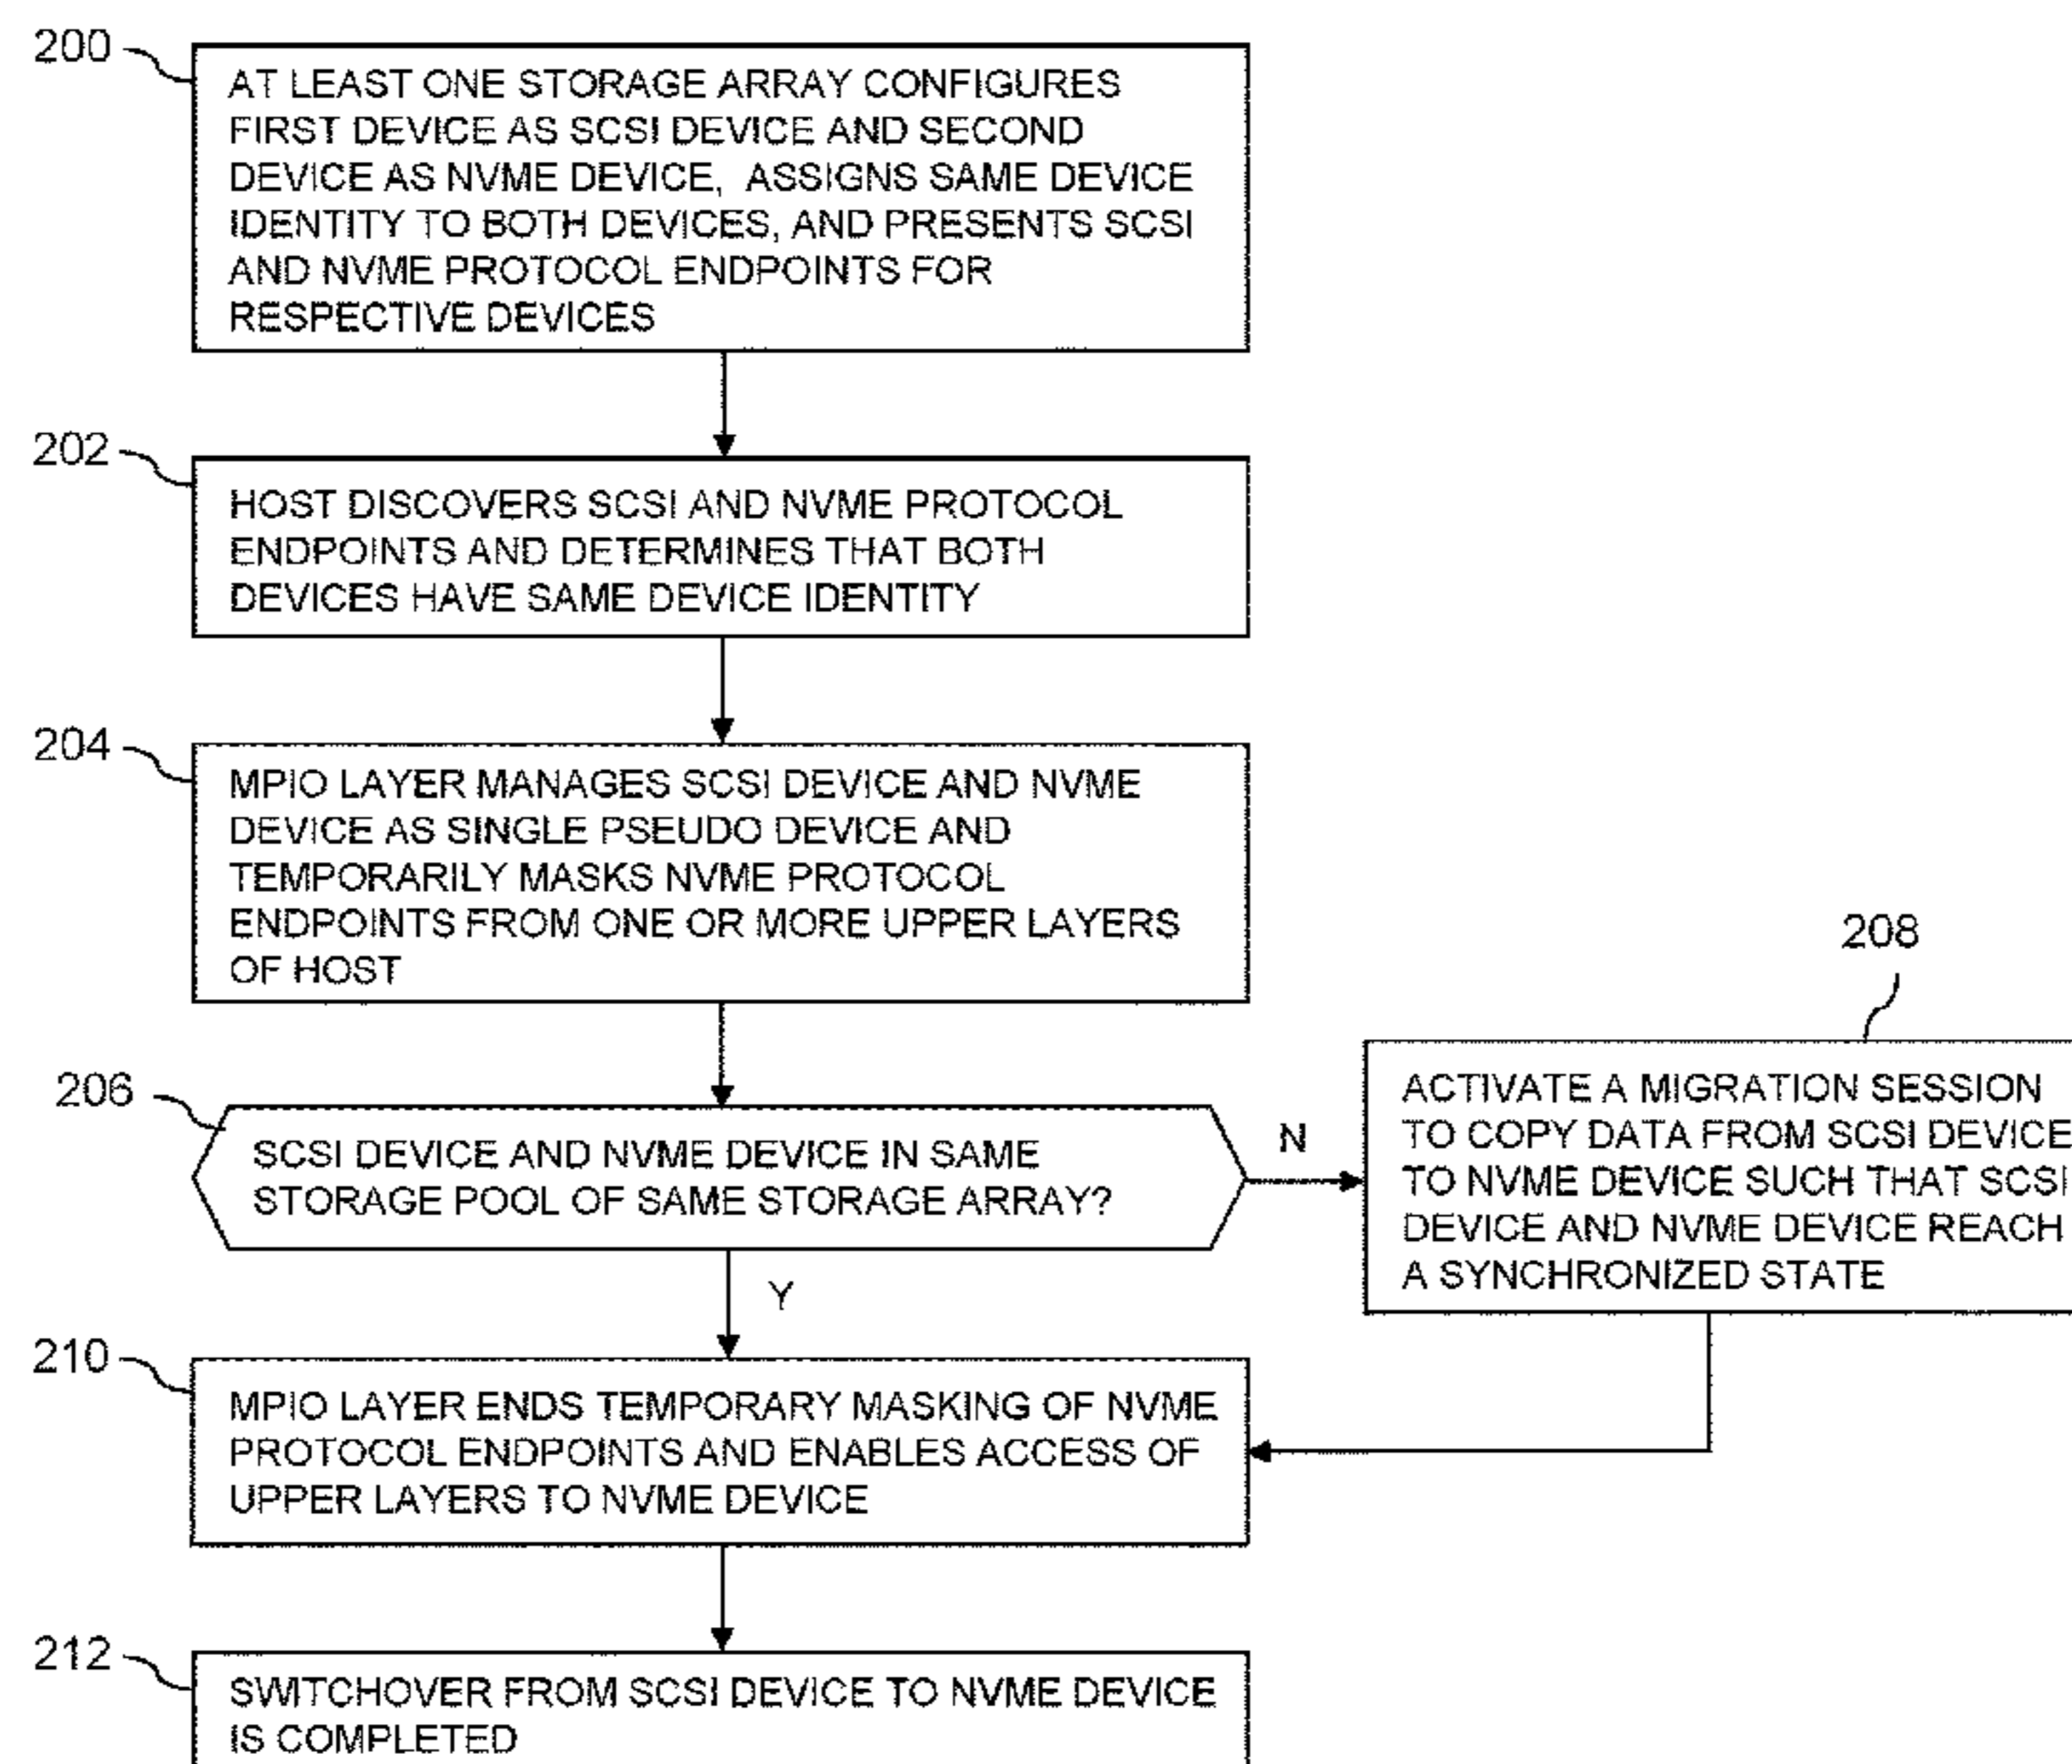 200
AT LEAST ONE STORAGE ARRAY CONFIGURES
FIRST DEVICE AS SCSI DEVICE AND SECOND
DEVICE AS NVME DEVICE, ASSIGNS SAME DEVICE
IDENTITY TO BOTH DEVICES, AND PRESENTS SCSI
AND NVME PROTOCOL ENDPOINTS FOR
RESPECTIVE DEVICES
202
HOST DISCOVERS SCSI AND NVME PROTOCOL
ENDPOINTS AND DETERMINES THAT BOTH
DEVICES HAVE SAME DEVICE IDENTITY
204
MPIO LAYER MANAGES SCSI DEVICE AND NVME
DEVICE AS SINGLE PSEUDO DEVICE AND
TEMPORARILY MASKS NVME PROTOCOL
ENDPOINTS FROM ONE OR MORE UPPER LAYERS
OF HOST
206
SCSI DEVICE AND NVME DEVICE IN SAME
STORAGE POOL OF SAME STORAGE ARRAY?
N
208
ACTIVATE A MIGRATION SESSION
TO COPY DATA FROM SCSI DEVICE
TO NVME DEVICE SUCH THAT SCSI
DEVICE AND NVME DEVICE REACH
A SYNCHRONIZED STATE
Y
210
MPIO LAYER ENDS TEMPORARY MASKING OF NVME
PROTOCOL ENDPOINTS AND ENABLES ACCESS OF
UPPER LAYERS TO NVME DEVICE
212
SWITCHOVER FROM SCSI DEVICE TO NVME DEVICE
IS COMPLETED